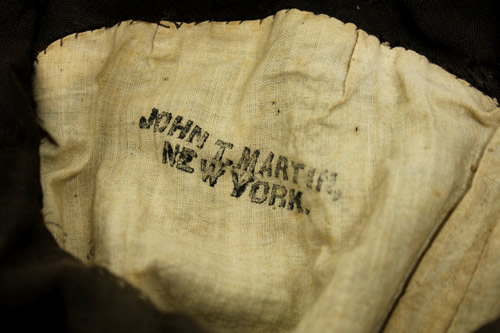 JOHN T. MARTIN,
NEW YORK.